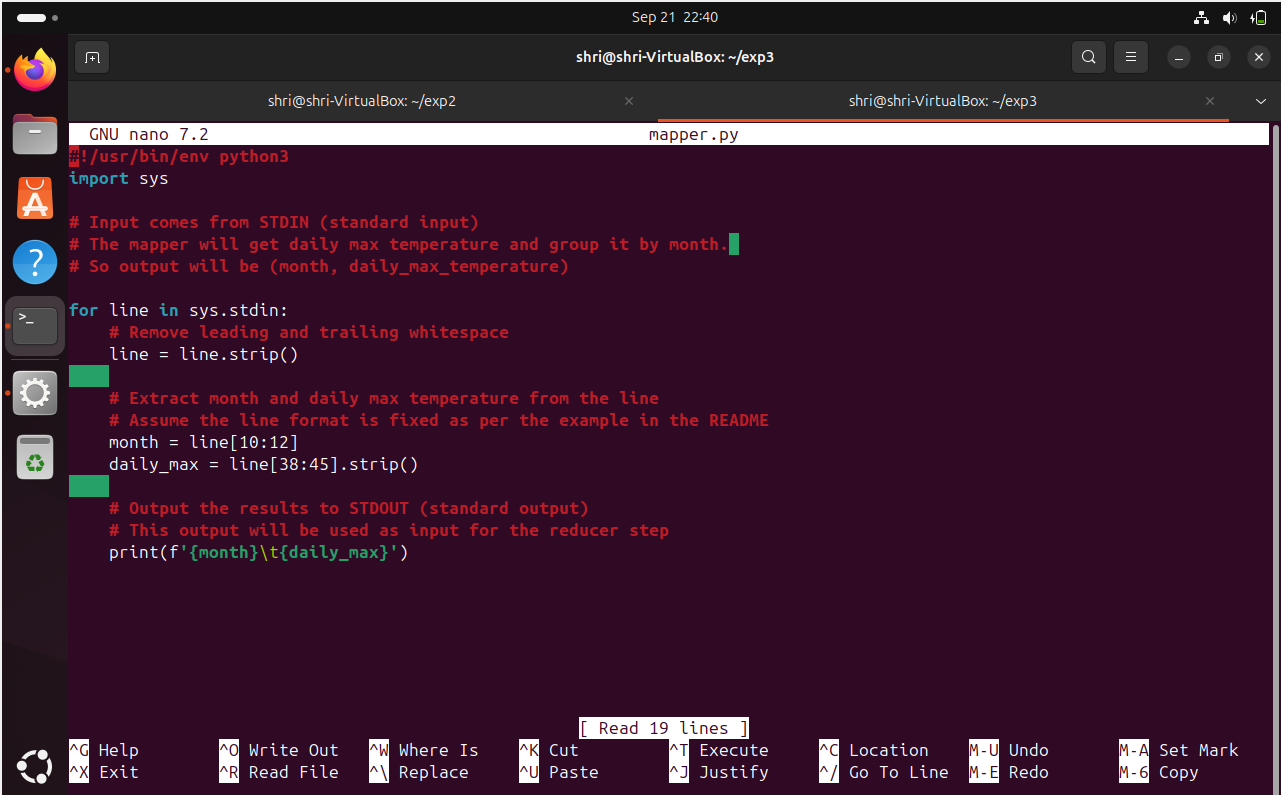 Sep 21 22:40
shri@shri-VirtualBox: ~/exp3
shri@shri-VirtualBox: ~/exp2
shri@shri-VirtualBox: ~/exp3
GNU nano 7.2 mapper.py
#!/usr/bin/env python3
import sys
# Input comes from STDIN (standard input)
# The mapper will get daily max temperature and group it by month.
# So output will be (month, daily_max_temperature)
for line in sys.stdin:
    # Remove leading and trailing whitespace
    line = line.strip()
    # Extract month and daily max temperature from the line
    # Assume the line format is fixed as per the example in the README
    month = line[10:12]
    daily_max = line[38:45].strip()
    # Output the results to STDOUT (standard output)
    # This output will be used as input for the reducer step
    print(f'{month}\t{daily_max}')
[ Read 19 lines ]
^G Help ^O Write Out ^W Where Is ^K Cut ^T Execute ^C Location M-U Undo M-A Set Mark
^X Exit ^R Read File ^\ Replace ^U Paste ^J Justify ^/ Go To Line M-E Redo M-6 Copy